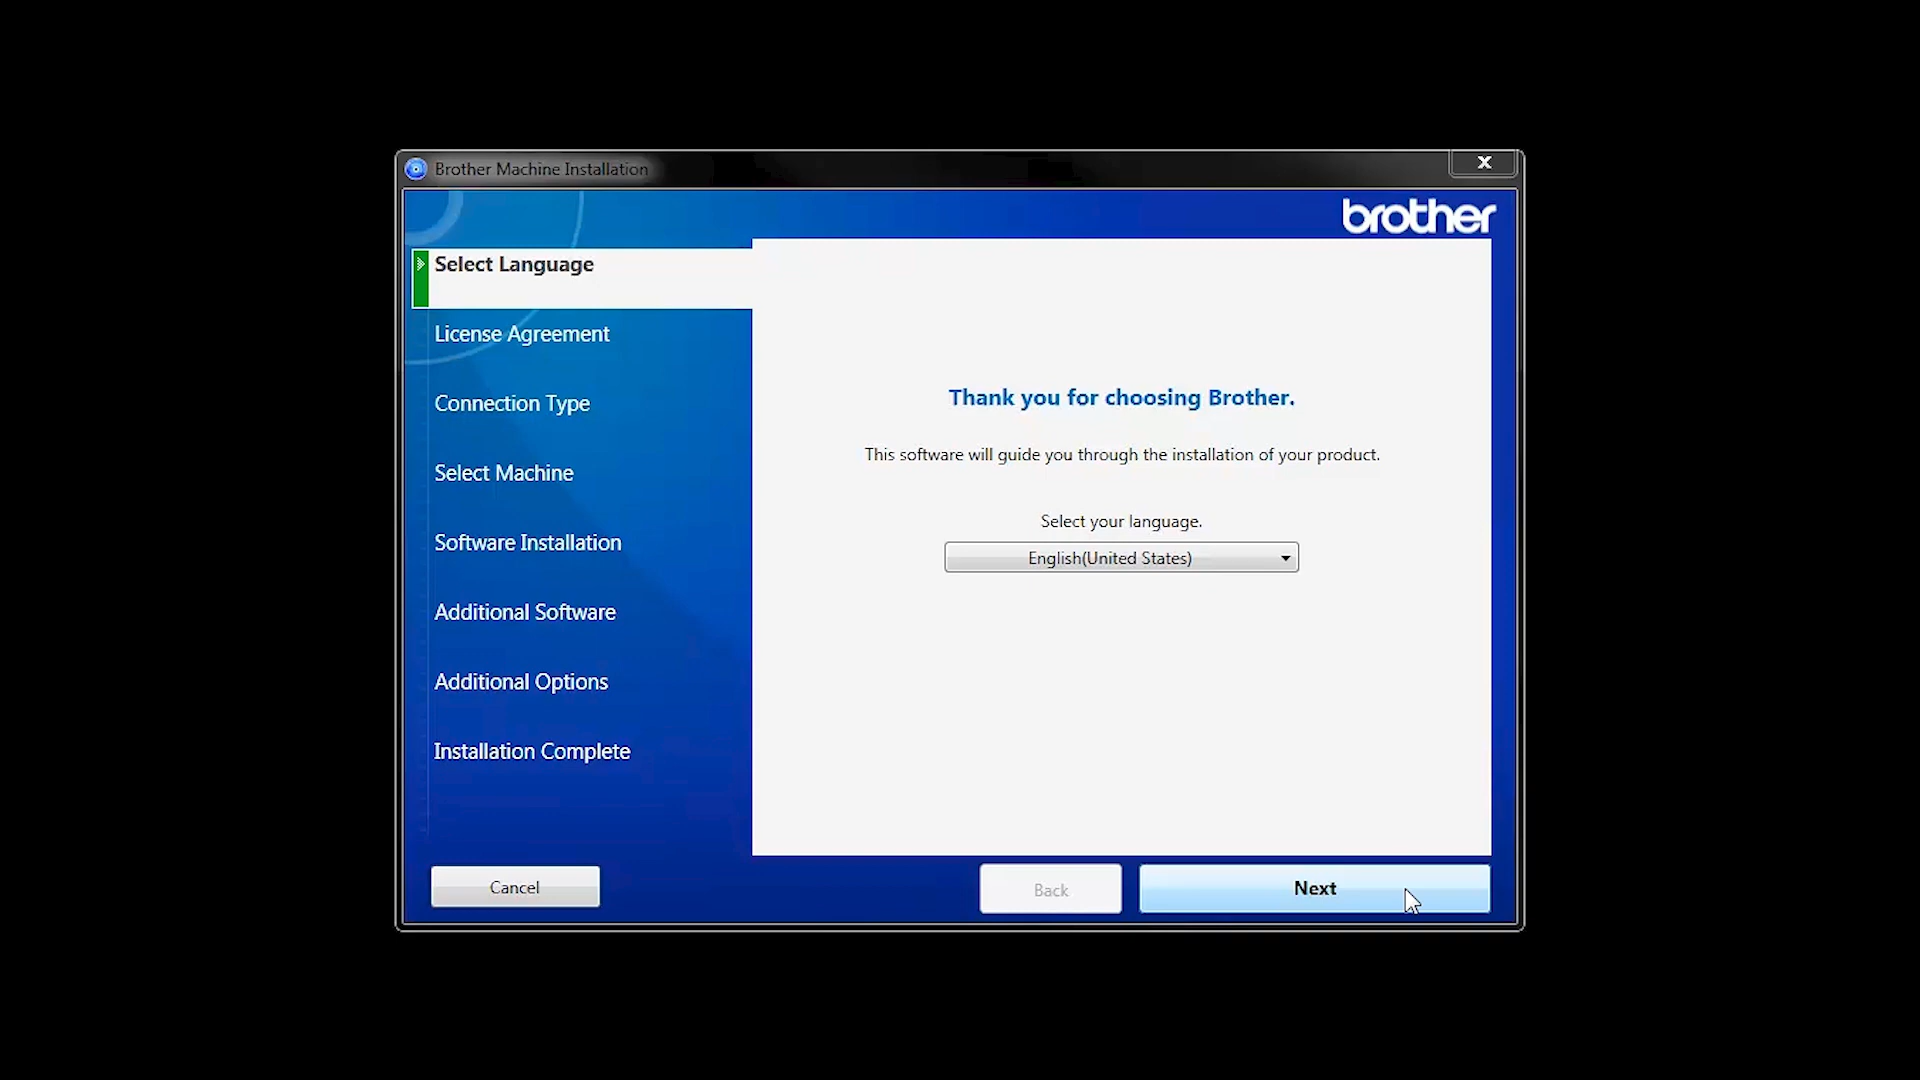 Brother Machine Installation
X
brother
Select Language
License Agreement
Connection Type
Select Machine
Software Installation
Additional Software
Additional Options
Installation Complete
Thank you for choosing Brother.
This software will guide you through the installation of your product.
Select your language.
English(United States)
Cancel
Back
Next